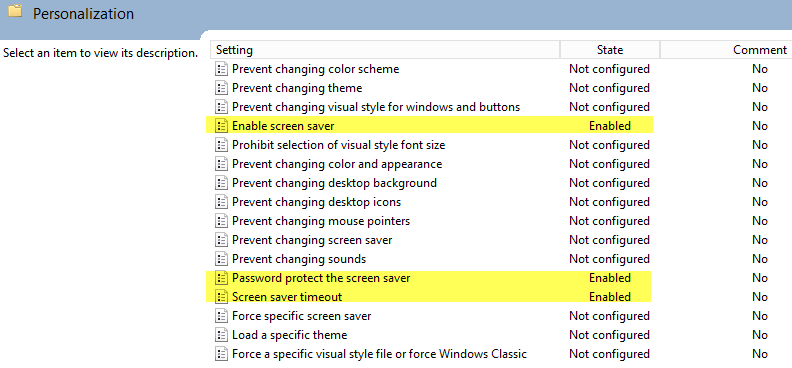 Personalization
Select an item to view its description.
Setting State Comment
Prevent changing color scheme Not configured No
Prevent changing theme Not configured No
Prevent changing visual style for windows and buttons Not configured No
Enable screen saver Enabled No
Prohibit selection of visual style font size Not configured No
Prevent changing color and appearance Not configured No
Prevent changing desktop background Not configured No
Prevent changing desktop icons Not configured No
Prevent changing mouse pointers Not configured No
Prevent changing screen saver Not configured No
Prevent changing sounds Not configured No
Password protect the screen saver Enabled No
Screen saver timeout Enabled No
Force specific screen saver Not configured No
Load a specific theme Not configured No
Force a specific visual style file or force Windows Classic Not configured No